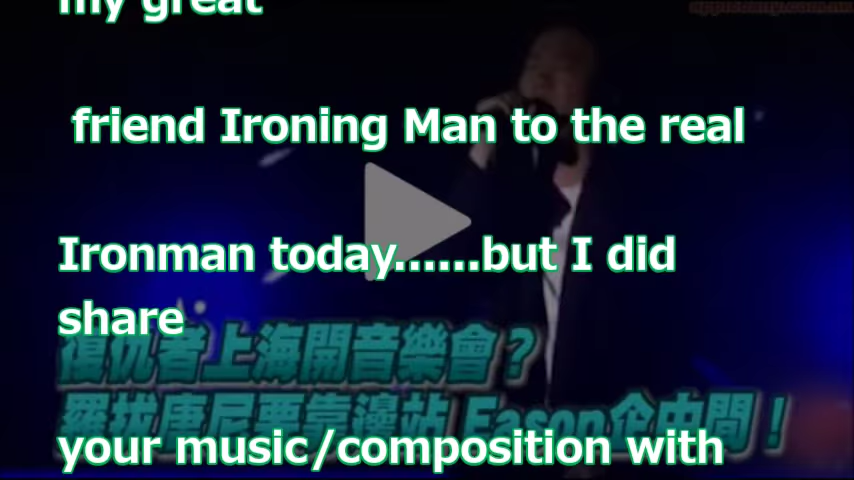 my great
friend Ironing Man to the real
Ironman today......but I did
share
復仇者上海開音樂會？
羅拔唐尼要靠邊站 Eason企中間！
your music/composition with